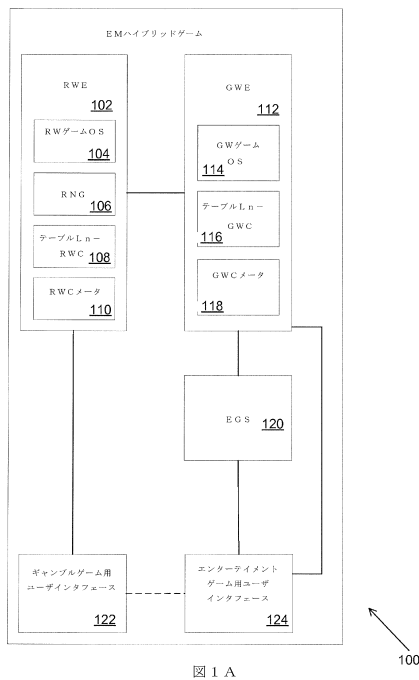 EMハイブリッドゲーム
RWE
102
RWゲームOS
104
RNG
106
テーブルLn-
RWC
108
RWCメータ
110
GWE
112
GWゲーム
OS
114
テーブルLn-
GWC
116
GWCメータ
118
EGS
120
ギャンブルゲーム用
ユーザインタフェース
122
エンターテイメント
ゲーム用ユーザ
インタフェース
124
100
図1A